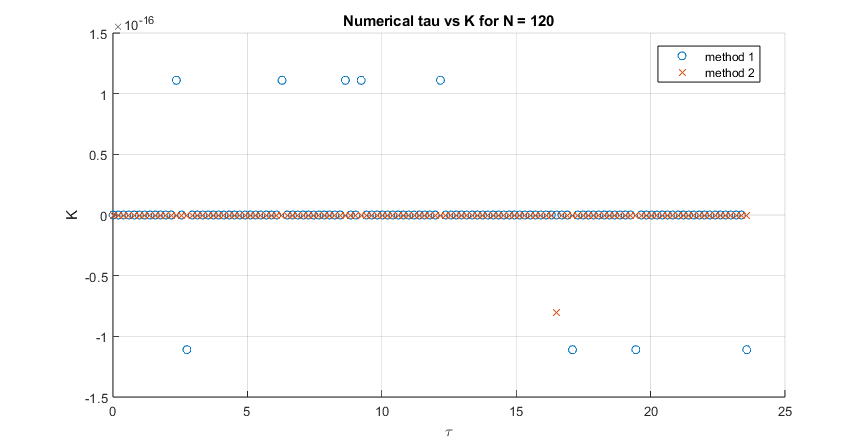 Numerical tau vs K for N = 120
×10^-16
1.5
1
0.5
0
-0.5
-1
-1.5
K
0 5 10 15 20 25
τ
method 1
method 2